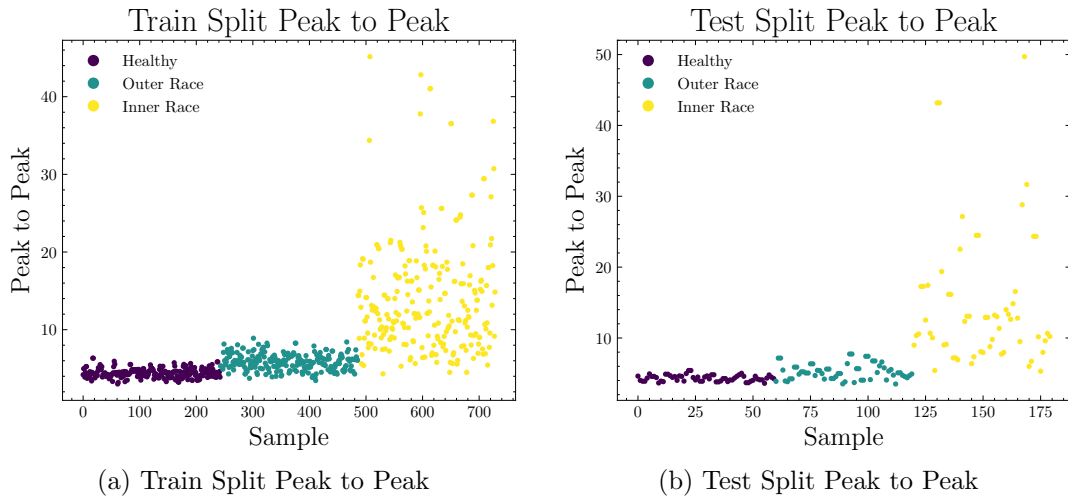 Train Split Peak to Peak
Healthy
Outer Race
Inner Race
Peak to Peak
40
30
20
10
0 100 200 300 400 500 600 700
Sample
(a) Train Split Peak to Peak
Test Split Peak to Peak
Healthy
Outer Race
Inner Race
Peak to Peak
50
40
30
20
10
0 25 50 75 100 125 150 175
Sample
(b) Test Split Peak to Peak